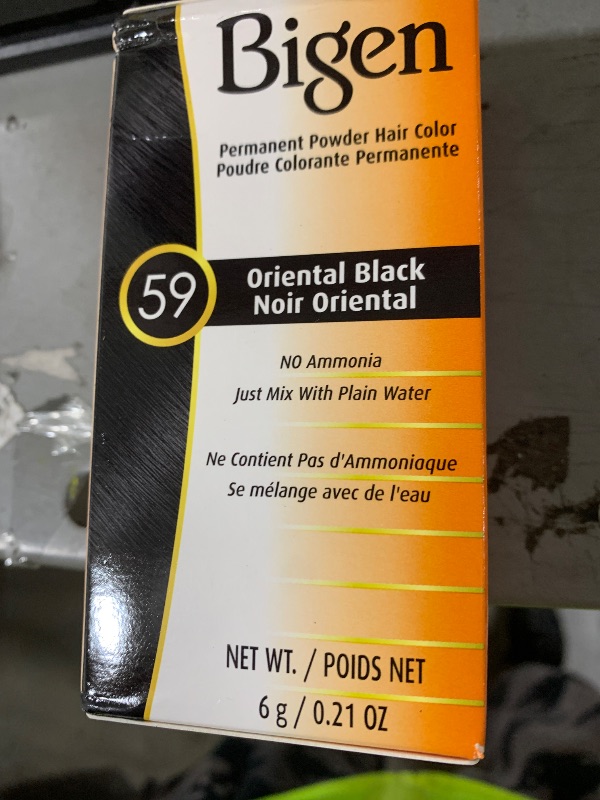 Bigen
Permanent Powder Hair Color
Poudre Colorante Permanente
59
Oriental Black
Noir Oriental
NO Ammonia
Just Mix With Plain Water
Ne Contient Pas d'Ammoniaque
Se mélange avec de l'eau
NET WT. / POIDS NET
6 g / 0.21 OZ